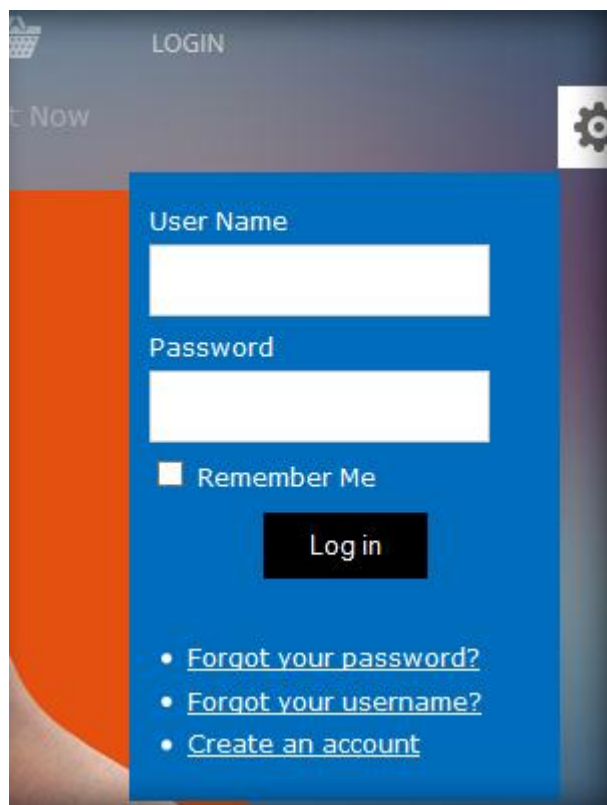 LOGIN
t Now
User Name
Password
Remember Me
Log in
Forgot your password?
Forgot your username?
Create an account